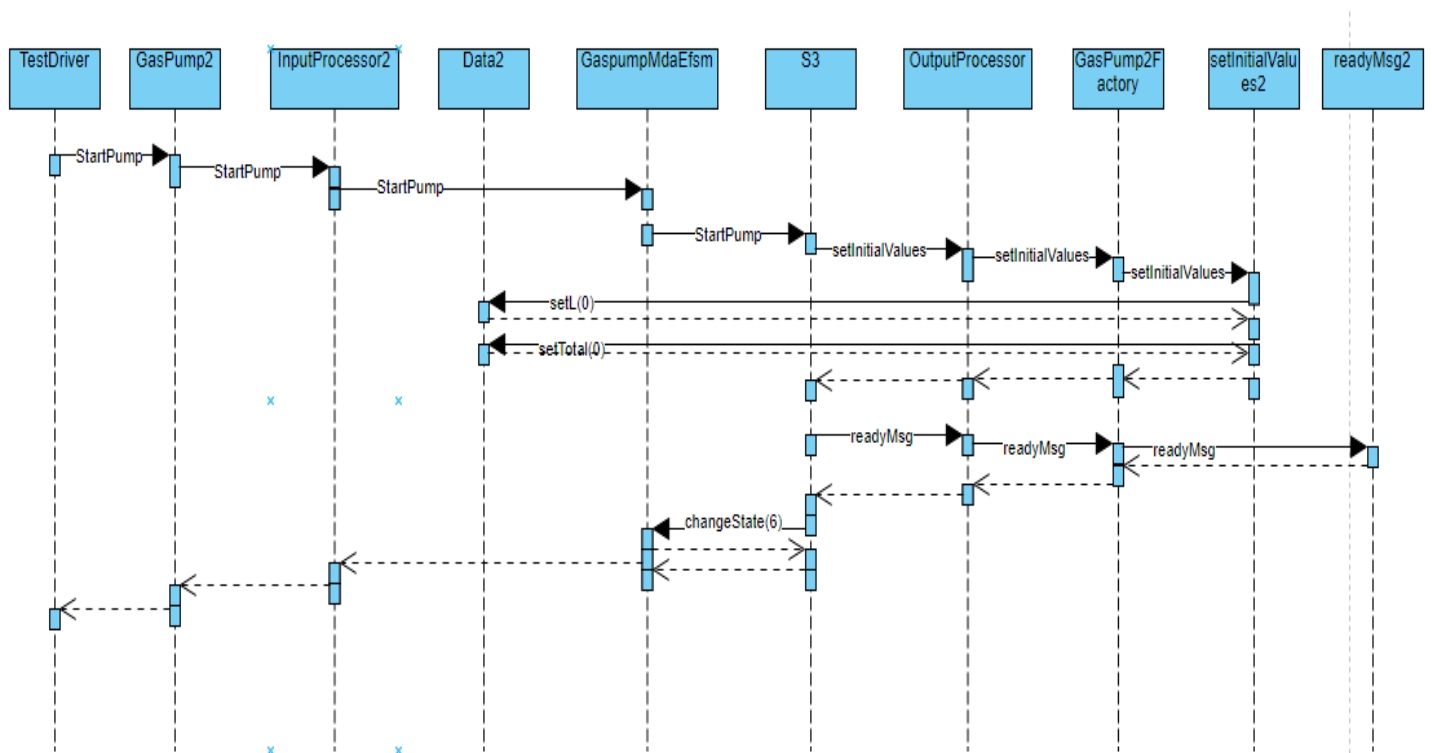 TestDriver
GasPump2
InputProcessor2
Data2
GaspumpMdaEfsm
S3
OutputProcessor
GasPump2F
actory
setInitialValu
es2
readyMsg2
StartPump
StartPump
StartPump
StartPump
setInitialValues
setInitialValues
setInitialValues
setL(0)
setTotal(0)
readyMsg
readyMsg
readyMsg
changeState(6)